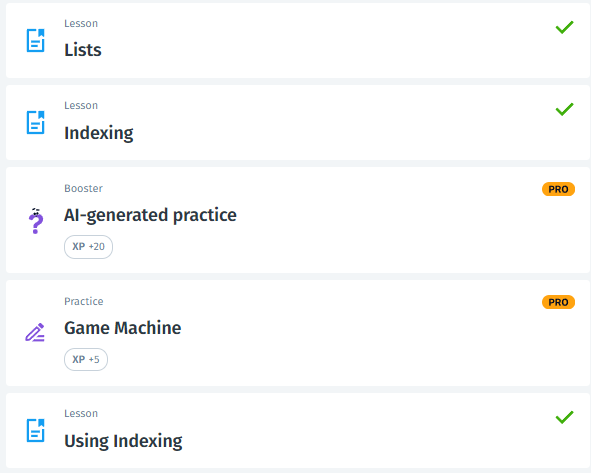 Lesson
Lists
Lesson
Indexing
Booster
PRO
AI-generated practice
XP +20
Practice
PRO
Game Machine
XP +5
Lesson
Using Indexing